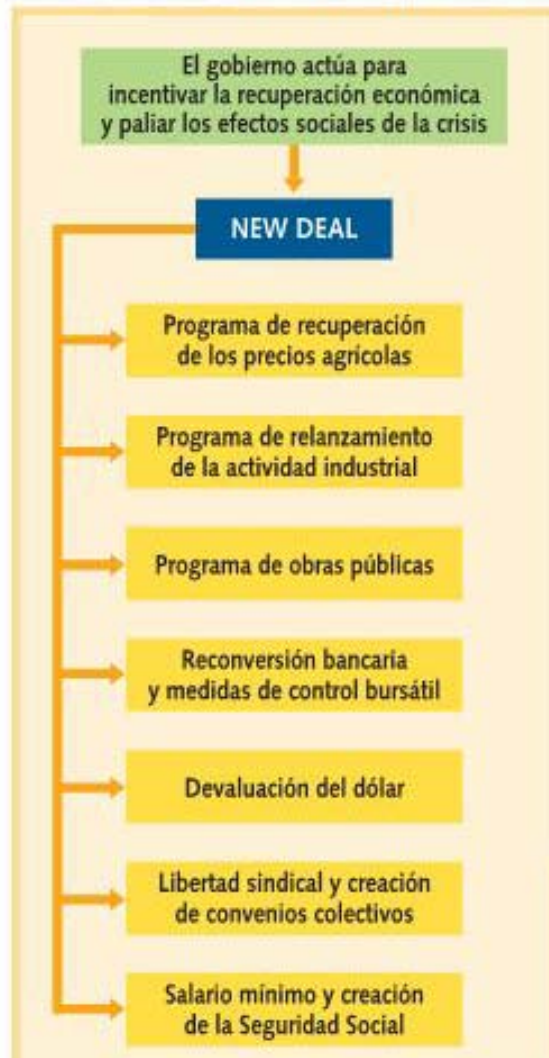 El gobierno actúa para
incentivar la recuperación económica
y paliar los efectos sociales de la crisis
NEW DEAL
Programa de recuperación
de los precios agrícolas
Programa de relanzamiento
de la actividad industrial
Programa de obras públicas
Reconversión bancaria
y medidas de control bursátil
Devaluación del dólar
Libertad sindical y creación
de convenios colectivos
Salario mínimo y creación
de la Seguridad Social